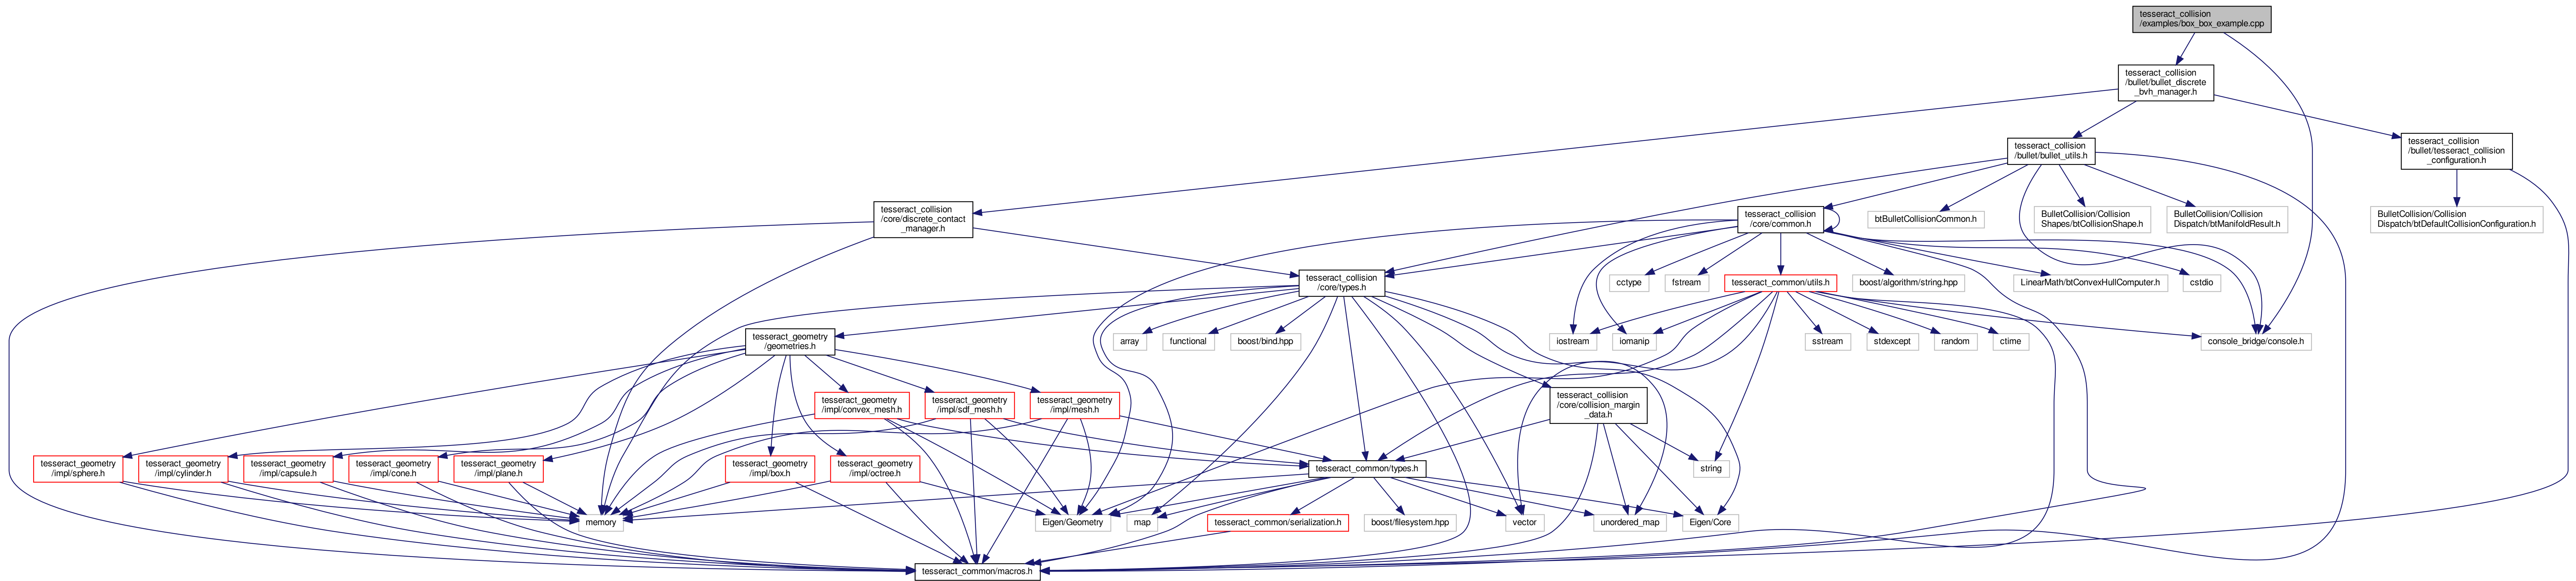 tesseract_collision
/examples/box_box_example.cpp
tesseract_collision
/bullet/bullet_discrete
_bvh_manager.h
tesseract_collision
/bullet/bullet_utils.h
tesseract_collision
/bullet/tesseract_collision
_configuration.h
tesseract_collision
/core/discrete_contact
_manager.h
tesseract_collision
/core/common.h
btBulletCollisionCommon.h
BulletCollision/Collision
Shapes/btCollisionShape.h
BulletCollision/Collision
Dispatch/btManifoldResult.h
BulletCollision/Collision
Dispatch/btDefaultCollisionConfiguration.h
tesseract_collision
/core/types.h
cctype
fstream
tesseract_common/utils.h
boost/algorithm/string.hpp
LinearMath/btConvexHullComputer.h
cstdio
tesseract_geometry
/geometries.h
array
functional
boost/bind.hpp
iostream
iomanip
sstream
stdexcept
random
ctime
console_bridge/console.h
tesseract_geometry
/impl/convex_mesh.h
tesseract_geometry
/impl/sdf_mesh.h
tesseract_geometry
/impl/mesh.h
tesseract_collision
/core/collision_margin
_data.h
tesseract_geometry
/impl/sphere.h
tesseract_geometry
/impl/cylinder.h
tesseract_geometry
/impl/capsule.h
tesseract_geometry
/impl/cone.h
tesseract_geometry
/impl/plane.h
tesseract_geometry
/impl/box.h
tesseract_geometry
/impl/octree.h
tesseract_common/types.h
string
memory
Eigen/Geometry
map
tesseract_common/serialization.h
boost/filesystem.hpp
vector
unordered_map
Eigen/Core
tesseract_common/macros.h